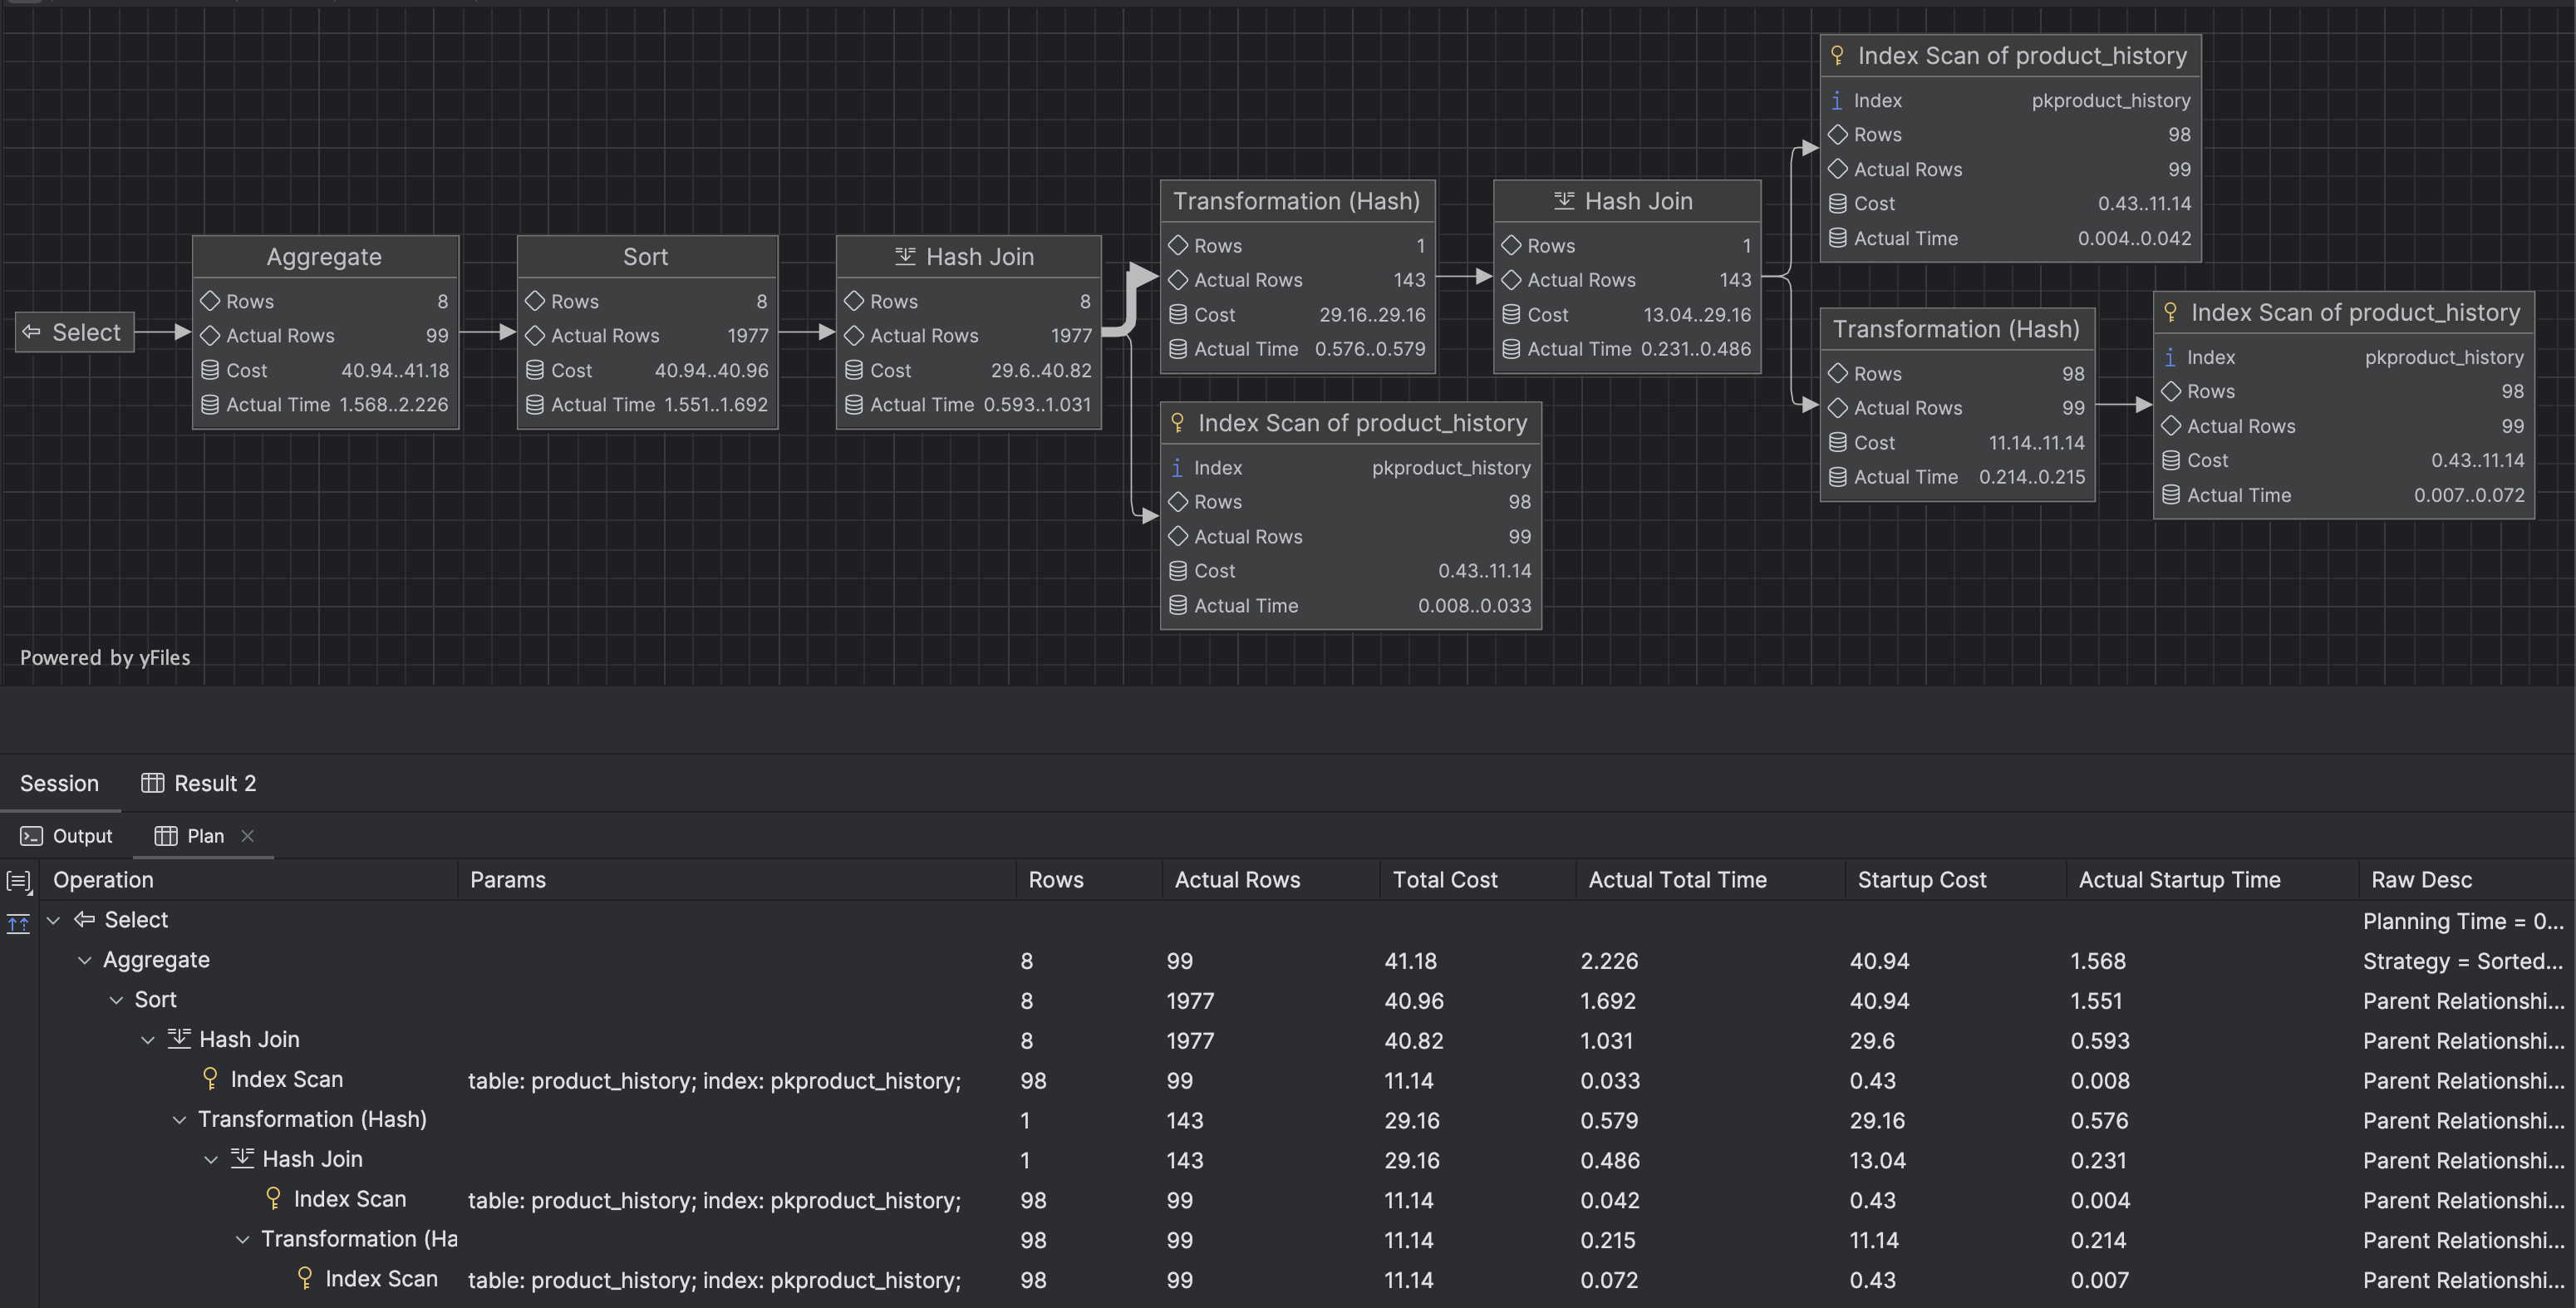 Select
Aggregate
Rows 8
Actual Rows 99
Cost 40.94..41.18
Actual Time 1.568..2.226
Sort
Rows 8
Actual Rows 1977
Cost 40.94..40.96
Actual Time 1.551..1.692
Hash Join
Rows 8
Actual Rows 1977
Cost 29.6..40.82
Actual Time 0.593..1.031
Transformation (Hash)
Rows 1
Actual Rows 143
Cost 29.16..29.16
Actual Time 0.576..0.579
Index Scan of product_history
Index pkproduct_history
Rows 98
Actual Rows 99
Cost 0.43..11.14
Actual Time 0.008..0.033
Hash Join
Rows 1
Actual Rows 143
Cost 13.04..29.16
Actual Time 0.231..0.486
Index Scan of product_history
Index pkproduct_history
Rows 98
Actual Rows 99
Cost 0.43..11.14
Actual Time 0.004..0.042
Transformation (Hash)
Rows 98
Actual Rows 99
Cost 11.14..11.14
Actual Time 0.214..0.215
Index Scan of product_history
Index pkproduct_history
Rows 98
Actual Rows 99
Cost 0.43..11.14
Actual Time 0.007..0.072
Powered by yFiles
Session Result 2
Output Plan
Operation Params Rows Actual Rows Total Cost Actual Total Time Startup Cost Actual Startup Time Raw Desc
Select Planning Time = 0...
Aggregate 8 99 41.18 2.226 40.94 1.568 Strategy = Sorted...
Sort 8 1977 40.96 1.692 40.94 1.551 Parent Relationshi...
Hash Join 8 1977 40.82 1.031 29.6 0.593 Parent Relationshi...
Index Scan table: product_history; index: pkproduct_history; 98 99 11.14 0.033 0.43 0.008 Parent Relationshi...
Transformation (Hash) 1 143 29.16 0.579 29.16 0.576 Parent Relationshi...
Hash Join 1 143 29.16 0.486 13.04 0.231 Parent Relationshi...
Index Scan table: product_history; index: pkproduct_history; 98 99 11.14 0.042 0.43 0.004 Parent Relationshi...
Transformation (Ha 98 99 11.14 0.215 11.14 0.214 Parent Relationshi...
Index Scan table: product_history; index: pkproduct_history; 98 99 11.14 0.072 0.43 0.007 Parent Relationshi...